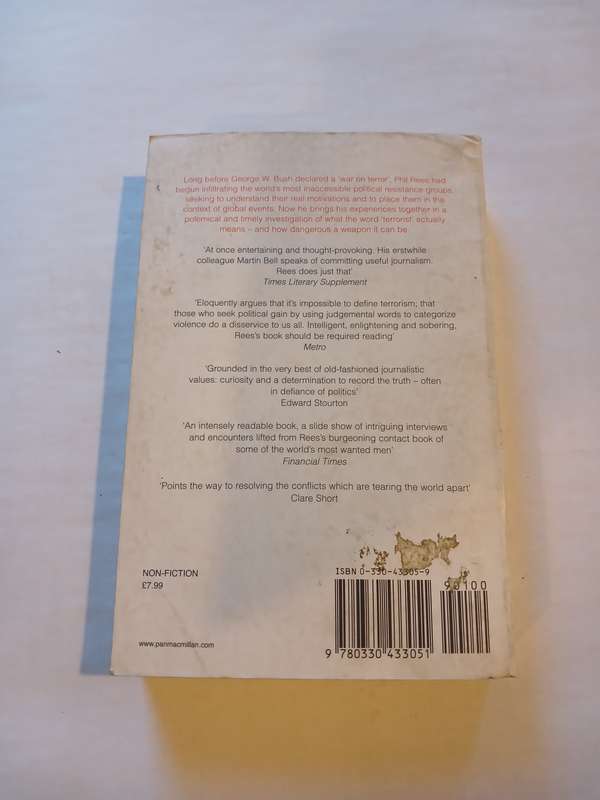 Long before George W. Bush declared a 'war on terror', Phil Rees had
begun infiltrating the world's most inaccessible political resistance groups,
seeking to understand their real motivations and to place them in the
context of global events. Now he brings his experiences together in a
polemical and timely investigation of what the word 'terrorist' actually
means – and how dangerous a weapon it can be
'At once entertaining and thought-provoking. His erstwhile
colleague Martin Bell speaks of committing useful journalism.
Rees does just that'
Times Literary Supplement
'Eloquently argues that it's impossible to define terrorism; that
those who seek political gain by using judgemental words to categorize
violence do a disservice to us all. Intelligent, enlightening and sobering,
Rees's book should be required reading'
Metro
'Grounded in the very best of old-fashioned journalistic
values: curiosity and a determination to record the truth – often
in defiance of politics'
Edward Stourton
'An intensely readable book, a slide show of intriguing interviews
and encounters lifted from Rees's burgeoning contact book of
some of the world's most wanted men'
Financial Times
'Points the way to resolving the conflicts which are tearing the world apart'
Clare Short
NON-FICTION
£7.99
www.panmacmillan.com
ISBN 0-330-43305-9
90100
9 780330 433051